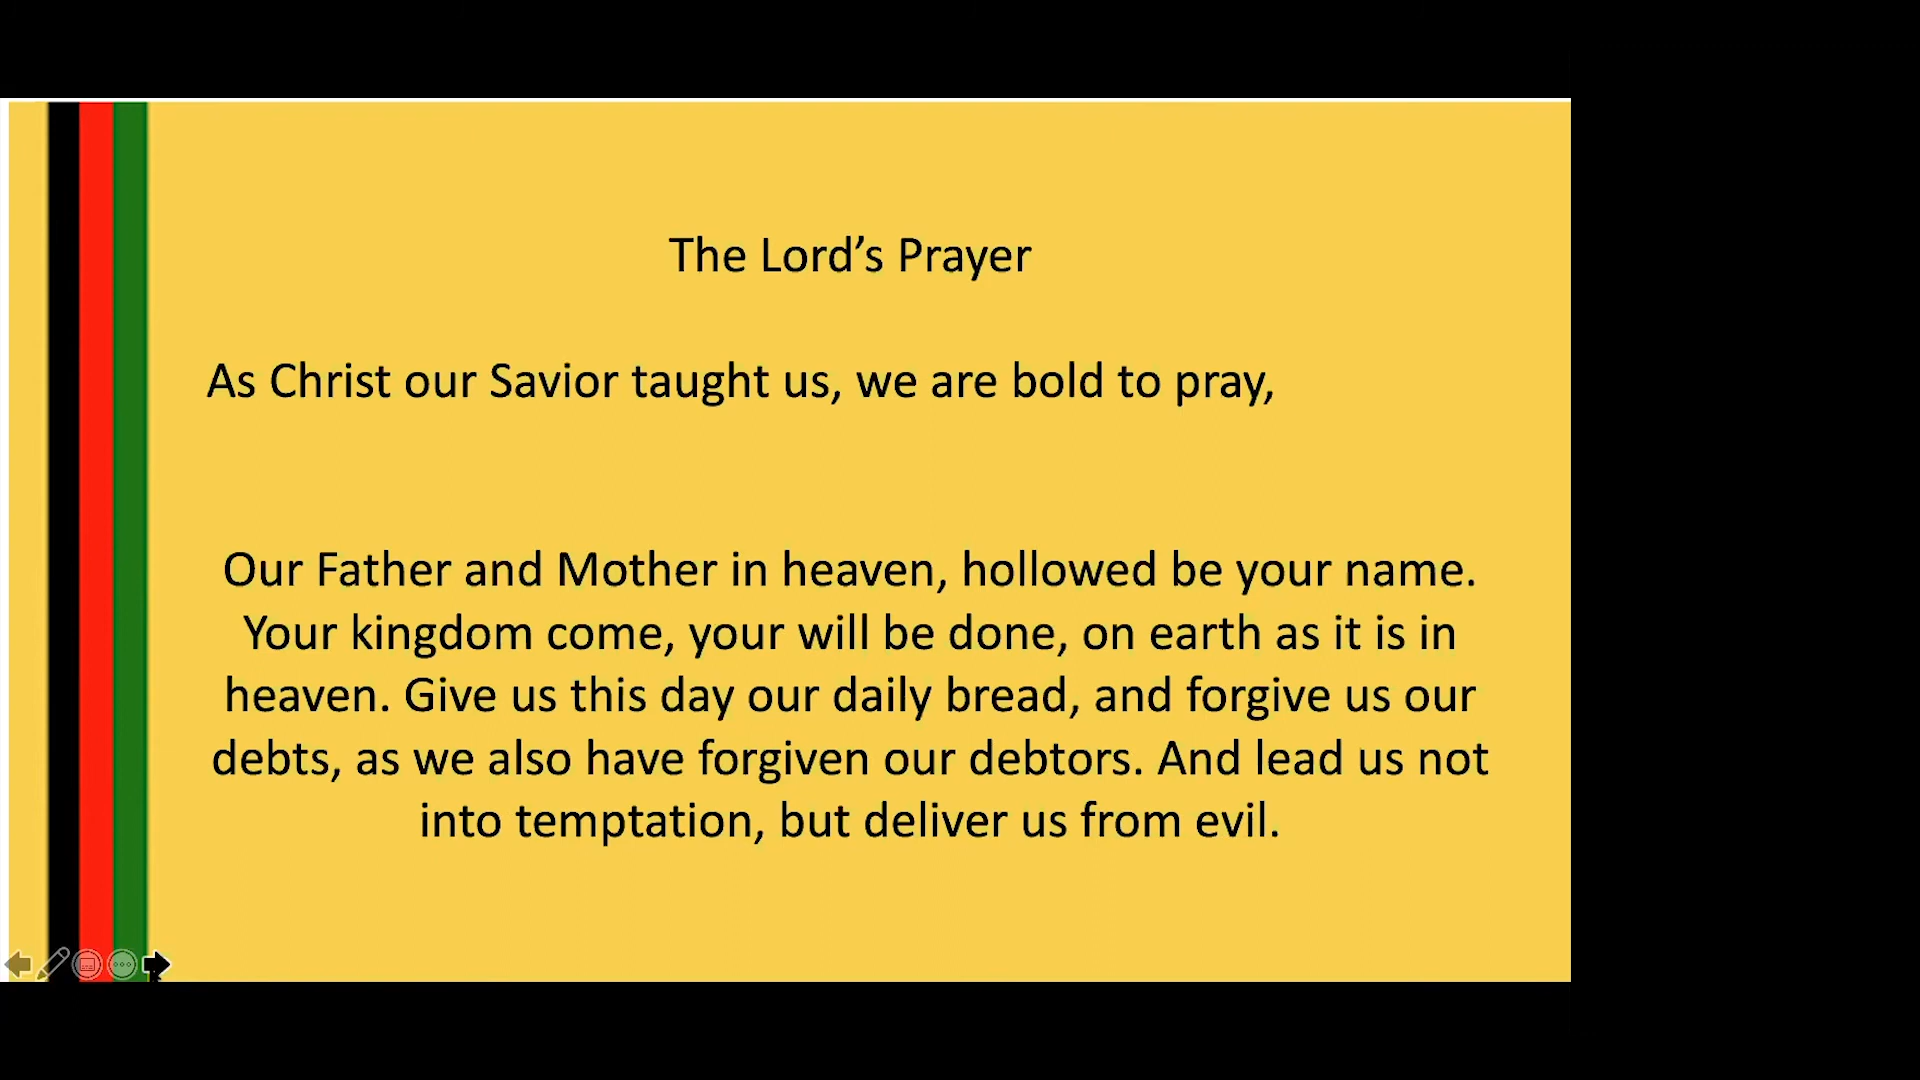 The Lord’s Prayer
As Christ our Savior taught us, we are bold to pray,
Our Father and Mother in heaven, hollowed be your name.
Your kingdom come, your will be done, on earth as it is in
heaven. Give us this day our daily bread, and forgive us our
debts, as we also have forgiven our debtors. And lead us not
into temptation, but deliver us from evil.